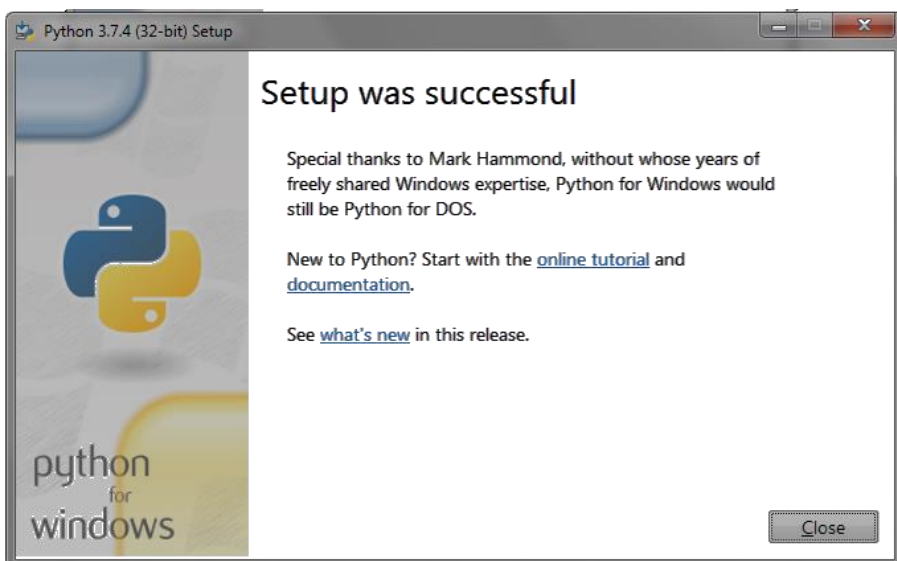 Python 3.7.4 (32-bit) Setup
Setup was successful
Special thanks to Mark Hammond, without whose years of
freely shared Windows expertise, Python for Windows would
still be Python for DOS.
New to Python? Start with the online tutorial and
documentation.
See what's new in this release.
python
for
windows
Close